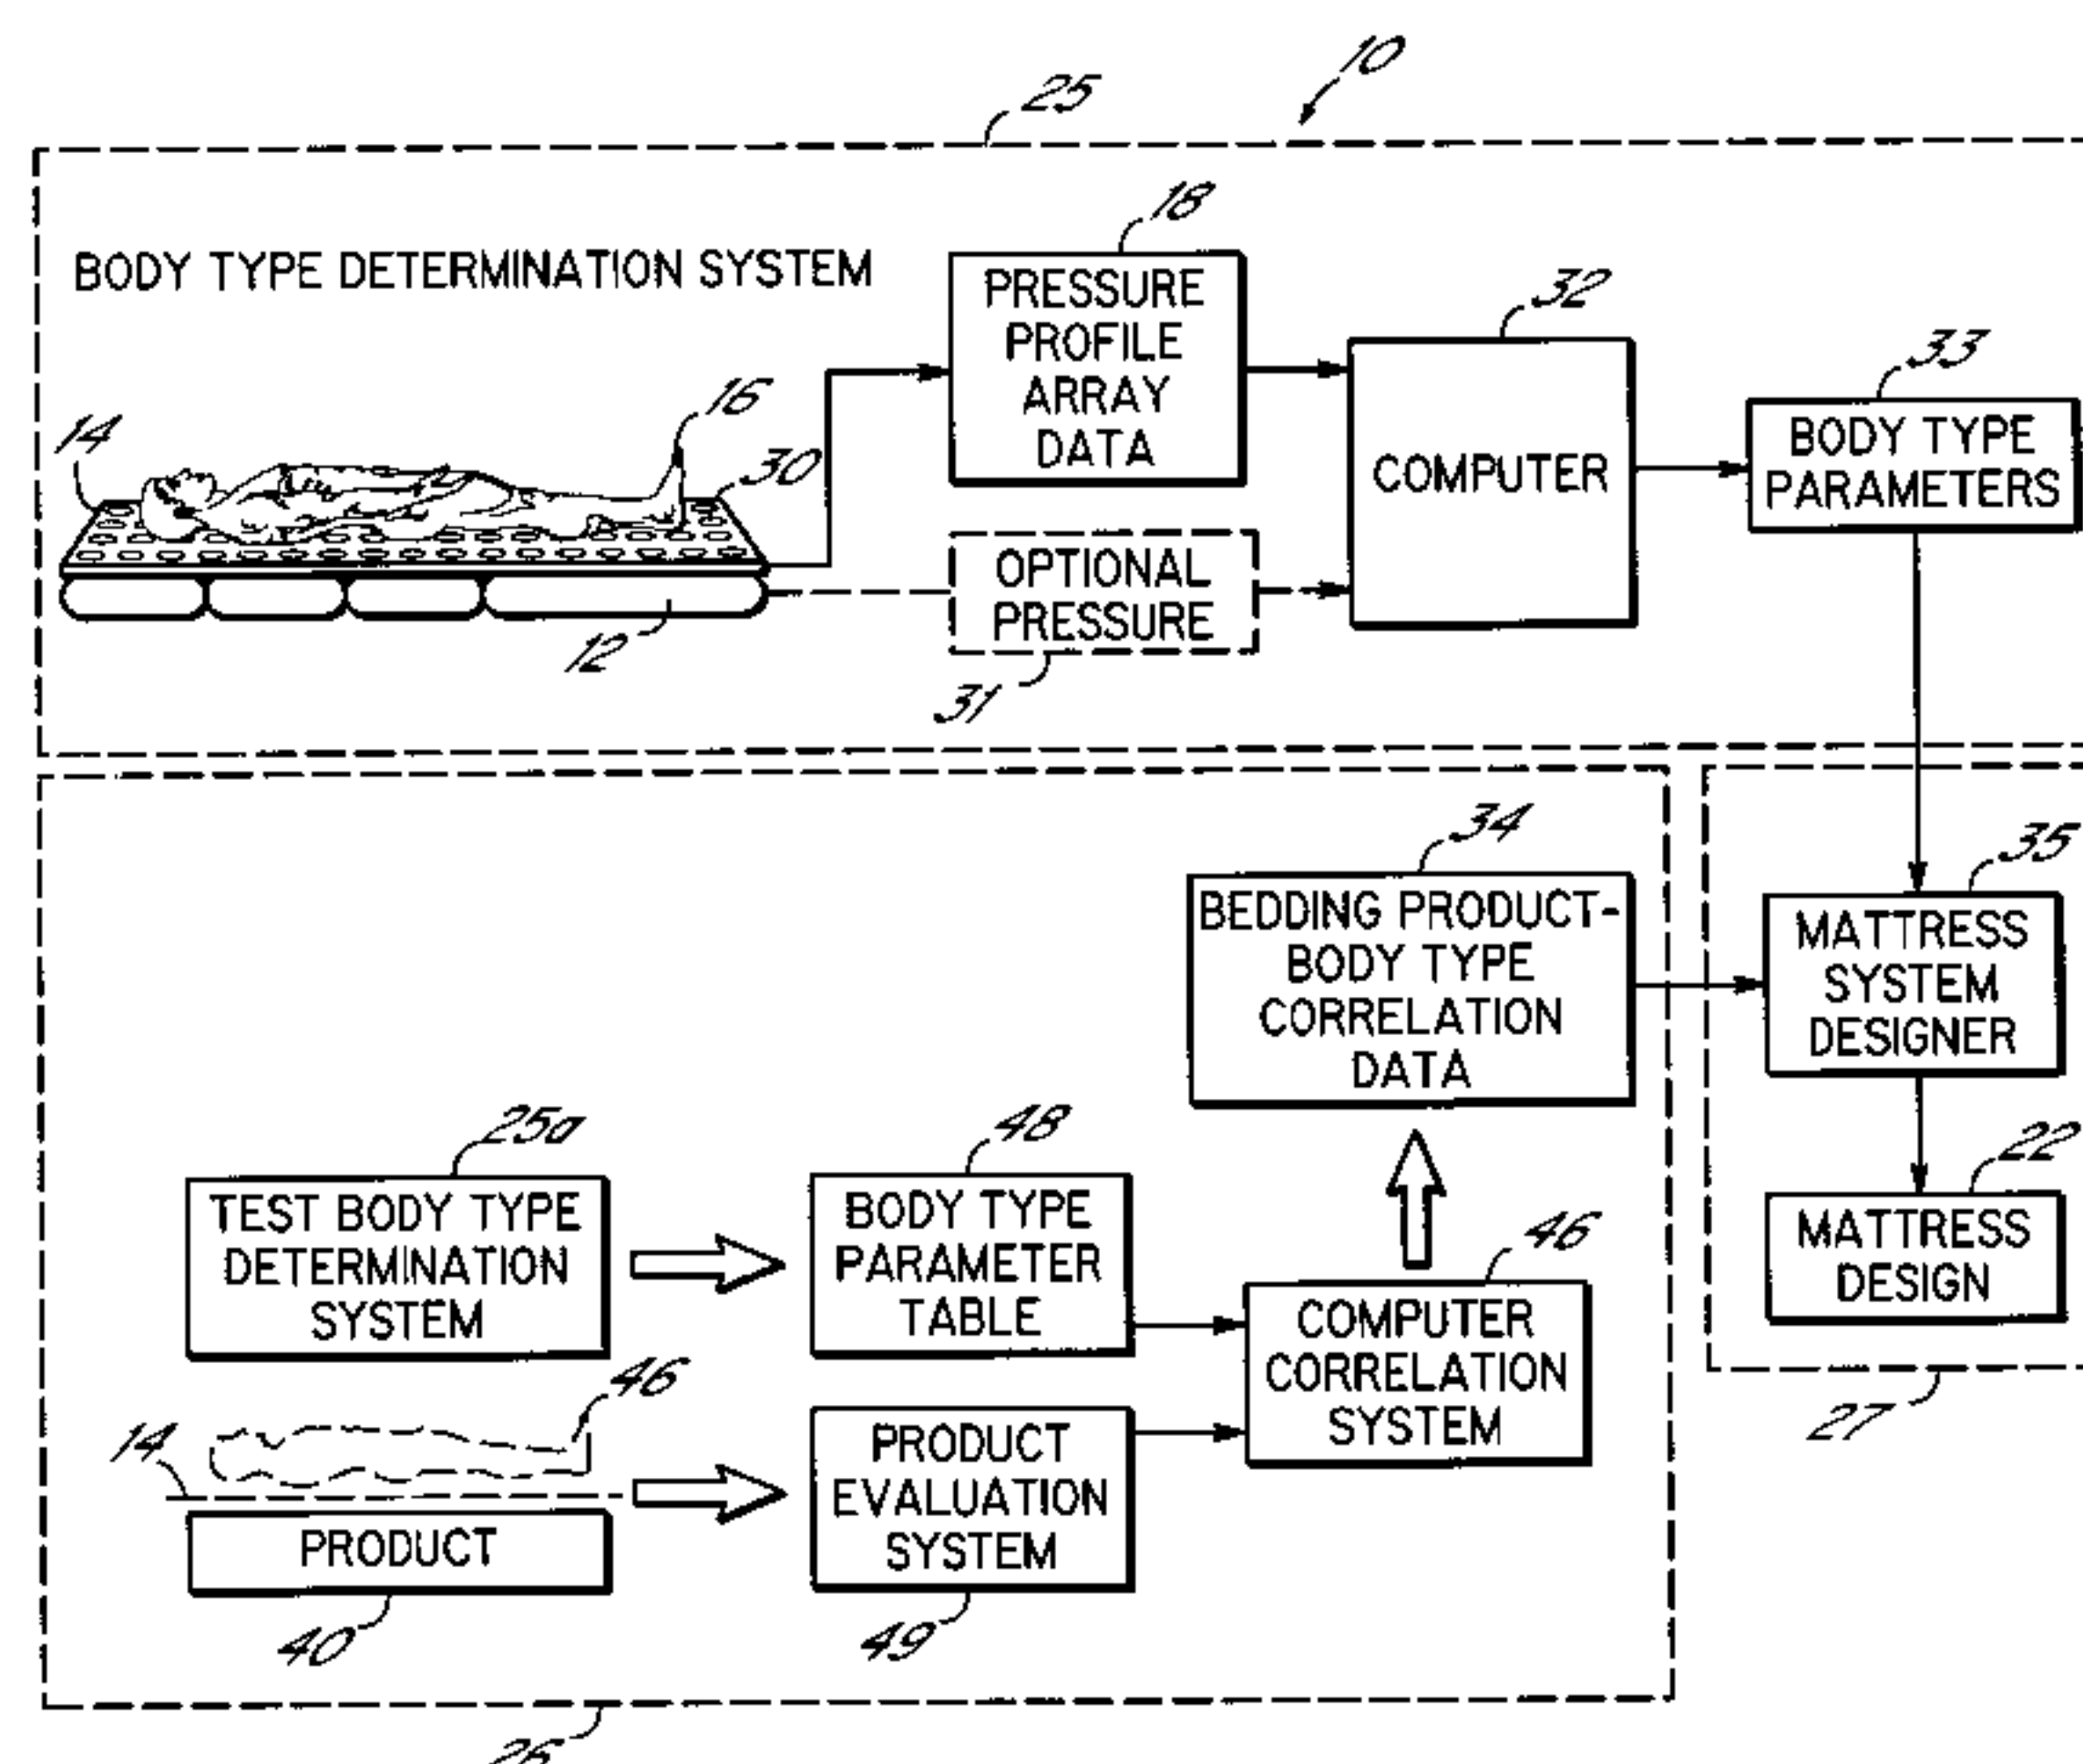 10
25
18
BODY TYPE DETERMINATION SYSTEM
PRESSURE
PROFILE
ARRAY
DATA
32
COMPUTER
33
BODY TYPE
PARAMETERS
14
16
30
12
OPTIONAL
PRESSURE
31
34
BEDDING PRODUCT-
BODY TYPE
CORRELATION
DATA
35
MATTRESS
SYSTEM
DESIGNER
22
MATTRESS
DESIGN
27
25a
TEST BODY TYPE
DETERMINATION
SYSTEM
48
BODY TYPE
PARAMETER
TABLE
46
COMPUTER
CORRELATION
SYSTEM
46
14
PRODUCT
40
PRODUCT
EVALUATION
SYSTEM
49
26